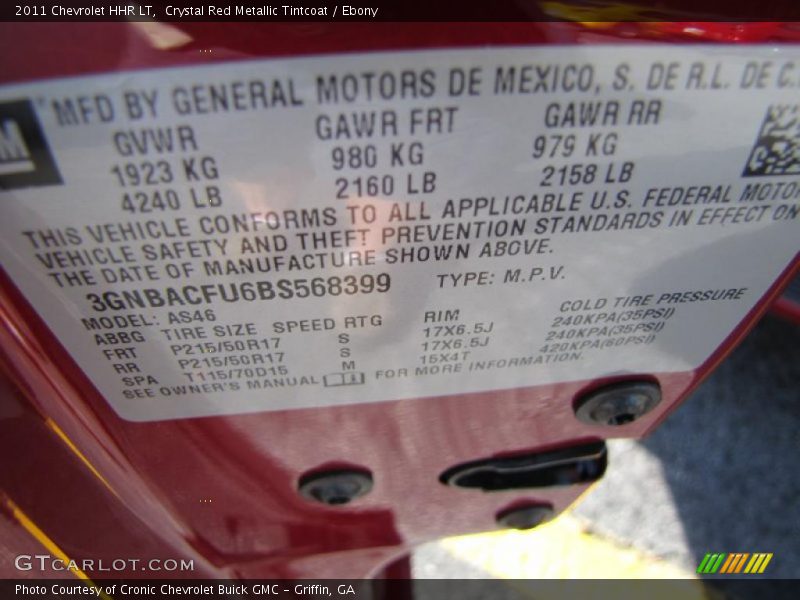 2011 Chevrolet HHR LT, Crystal Red Metallic Tintcoat / Ebony
MFD BY GENERAL MOTORS DE MEXICO, S. DE R.L. DE C.
M
GVWR GAWR FRT GAWR RR
1923 KG 980 KG 979 KG
4240 LB 2160 LB 2158 LB
THIS VEHICLE CONFORMS TO ALL APPLICABLE U.S. FEDERAL MOTOR
VEHICLE SAFETY AND THEFT PREVENTION STANDARDS IN EFFECT ON
THE DATE OF MANUFACTURE SHOWN ABOVE.
3GNBACFU6BS568399 TYPE: M.P.V.
MODEL: AS46
ABBG TIRE SIZE SPEED RTG RIM COLD TIRE PRESSURE
FRT P215/50R17 S 17X6.5J 240KPA(35PSI)
RR P215/50R17 S 17X6.5J 240KPA(35PSI)
SPA T115/70D15 M 15X4T 420KPA(60PSI)
SEE OWNER'S MANUAL FOR MORE INFORMATION.
GTCARLOT.COM
Photo Courtesy of Cronic Chevrolet Buick GMC - Griffin, GA